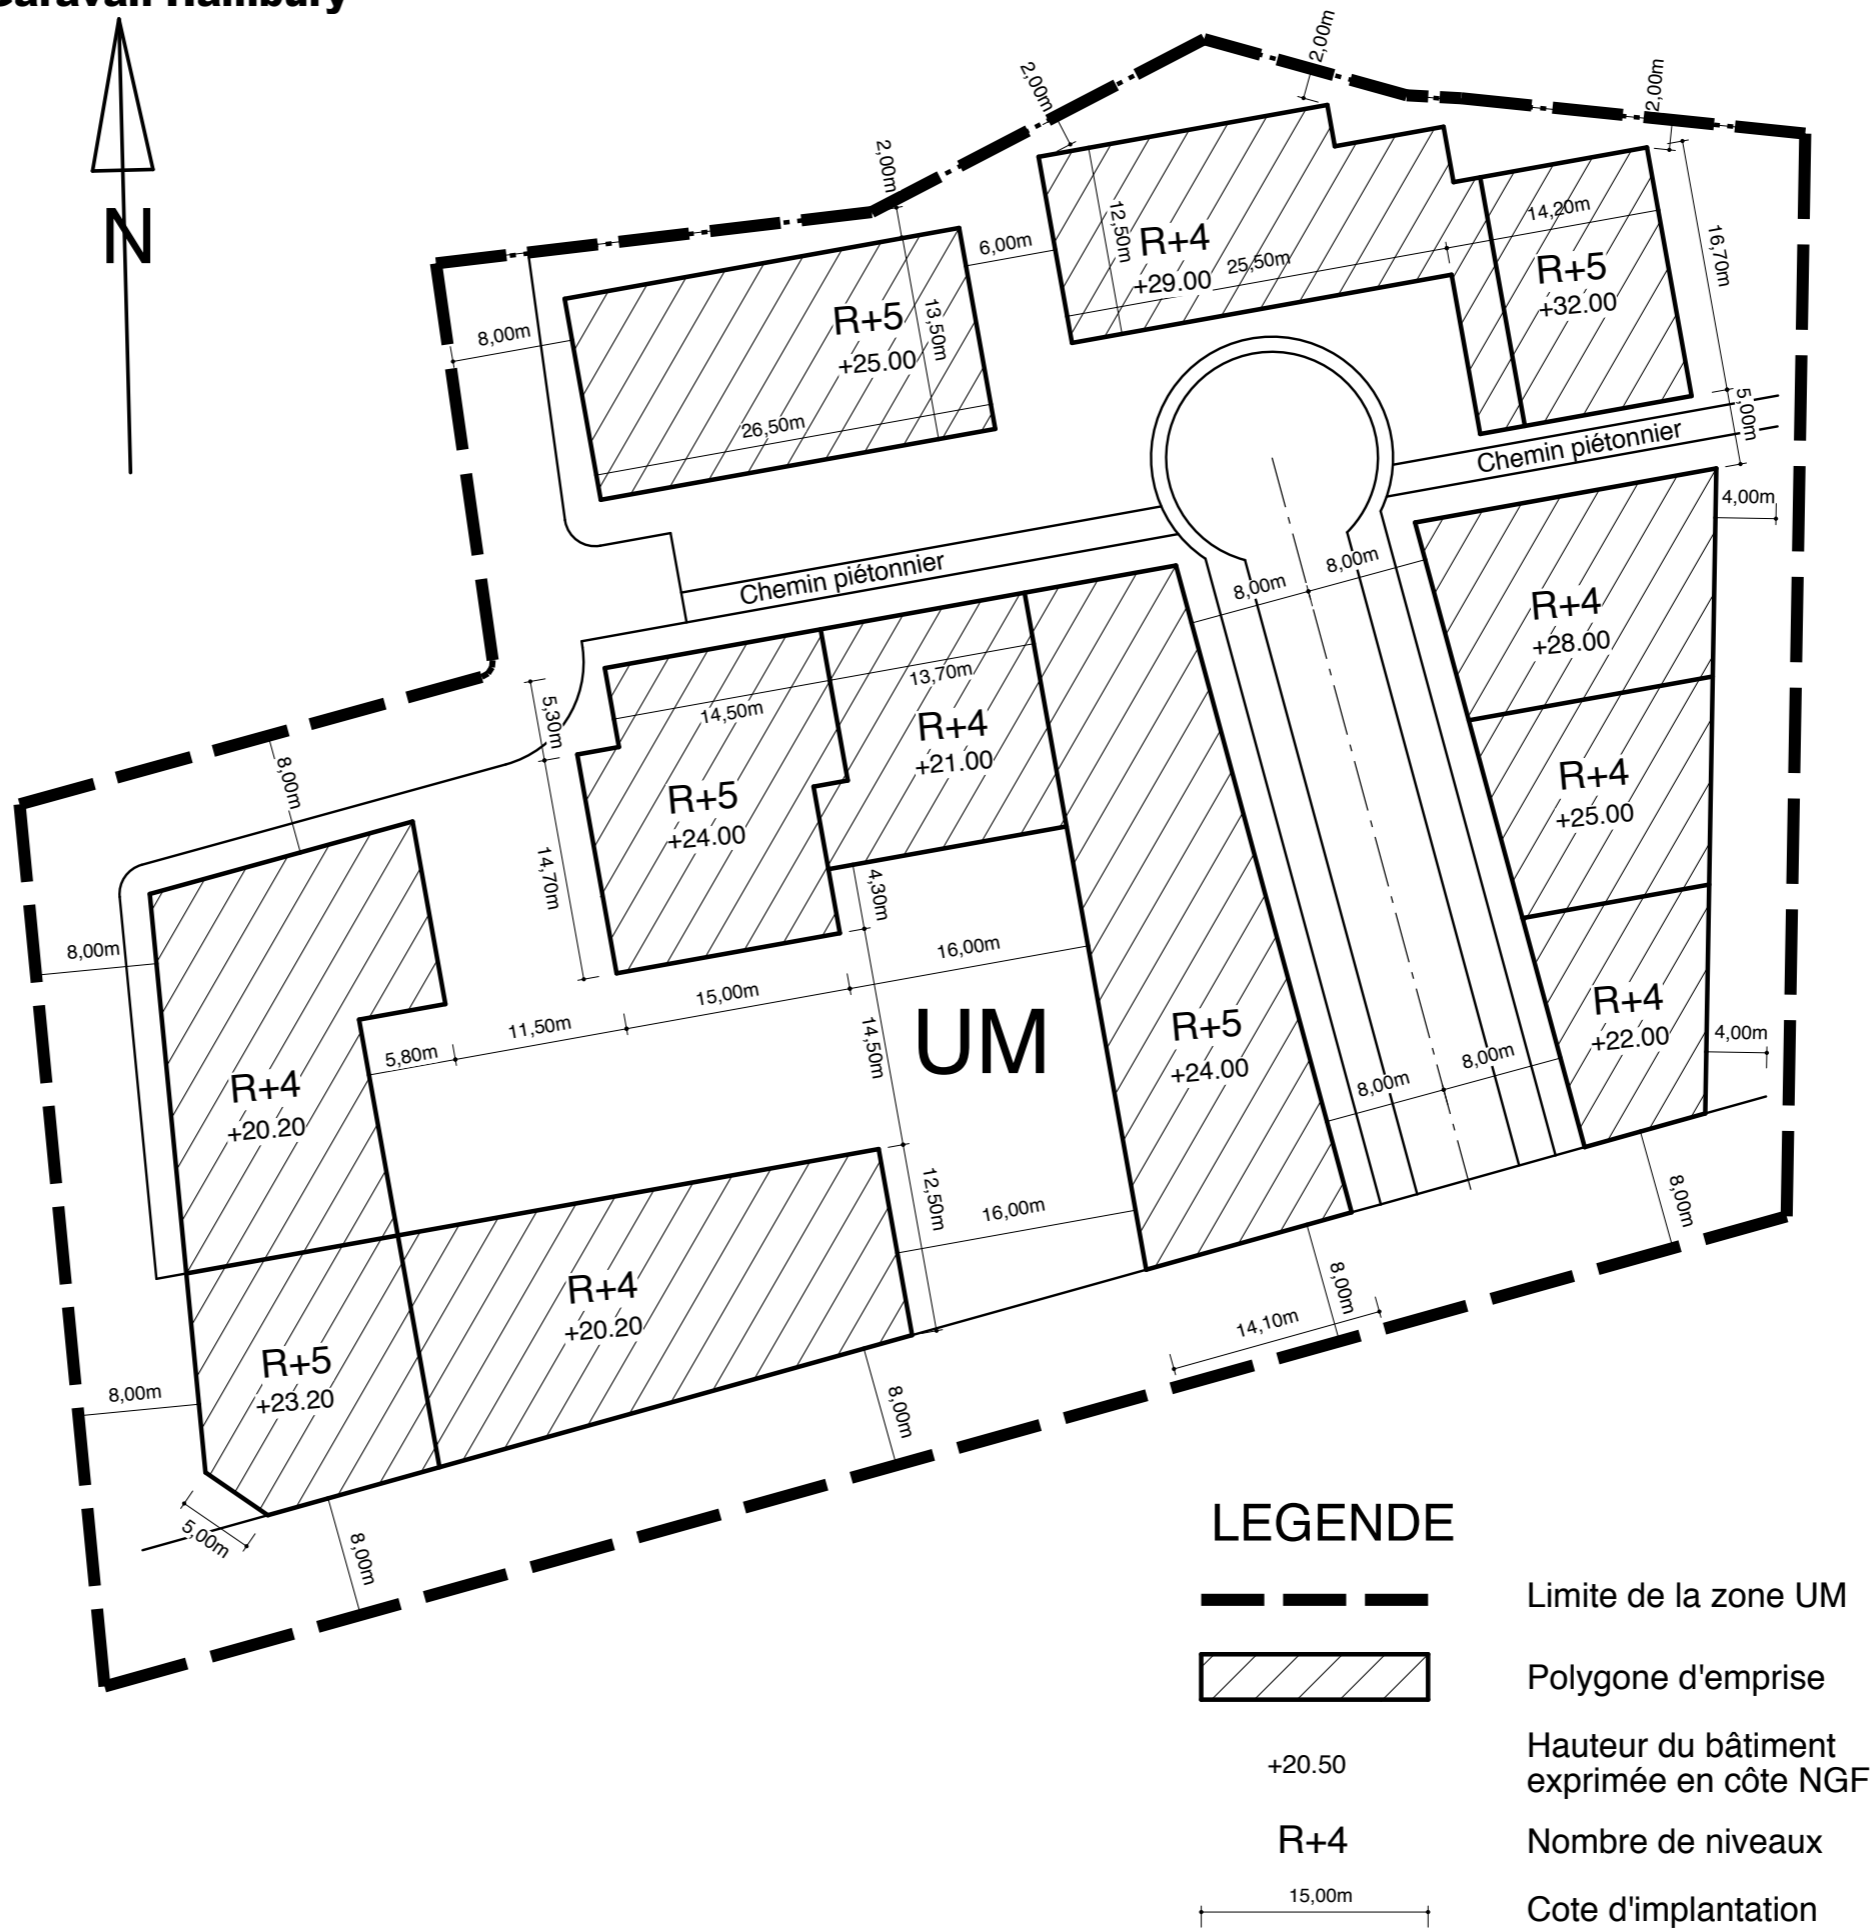 N
2,00m
2,00m
2,00m
2,00m
6,00m
12,50m
R+4
+29.00
25,50m
14,20m
R+5
+32.00
16,70m
8,00m
R+5
+25.00
13,50m
26,50m
5,00m
Chemin piétonnier
4,00m
Chemin piétonnier
8,00m
8,00m
R+4
+28.00
5,30m
14,50m
13,70m
R+4
+21.00
8,00m
R+5
+24.00
R+4
+25.00
14,70m
4,30m
8,00m
16,00m
15,00m
11,50m
5,80m
14,50m
UM
R+5
+24.00
R+4
+22.00
4,00m
8,00m
8,00m
R+4
+20.20
12,50m
16,00m
8,00m
8,00m
14,10m
R+4
+20.20
R+5
+23.20
8,00m
8,00m
5,00m
8,00m
LEGENDE
Limite de la zone UM
Polygone d'emprise
+20.50
Hauteur du bâtiment
exprimée en côte NGF
R+4
Nombre de niveaux
15,00m
Cote d'implantation